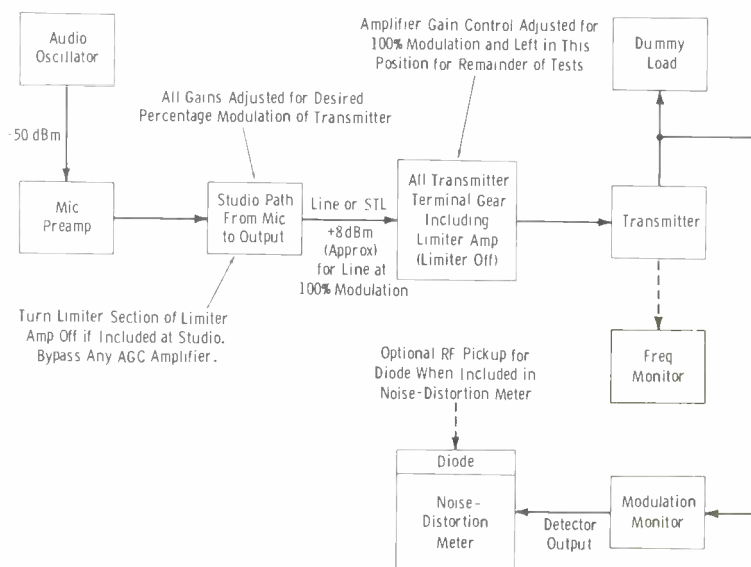 Audio
Oscillator
-50 dBm
Mic
Preamp
All Gains Adjusted for Desired
Percentage Modulation of Transmitter
Studio Path
From Mic
to Output
Turn Limiter Section of Limiter
Amp Off if Included at Studio.
Bypass Any AGC Amplifier.
Line or STL
+8 dBm
(Approx)
for Line at
100% Modulation
Amplifier Gain Control Adjusted for
100% Modulation and Left in This
Position for Remainder of Tests
All Transmitter
Terminal Gear
Including
Limiter Amp
(Limiter Off)
Dummy
Load
Transmitter
Freq
Monitor
Optional RF Pickup for
Diode When Included in
Noise-Distortion Meter
Diode
Noise-
Distortion
Meter
Detector
Output
Modulation
Monitor